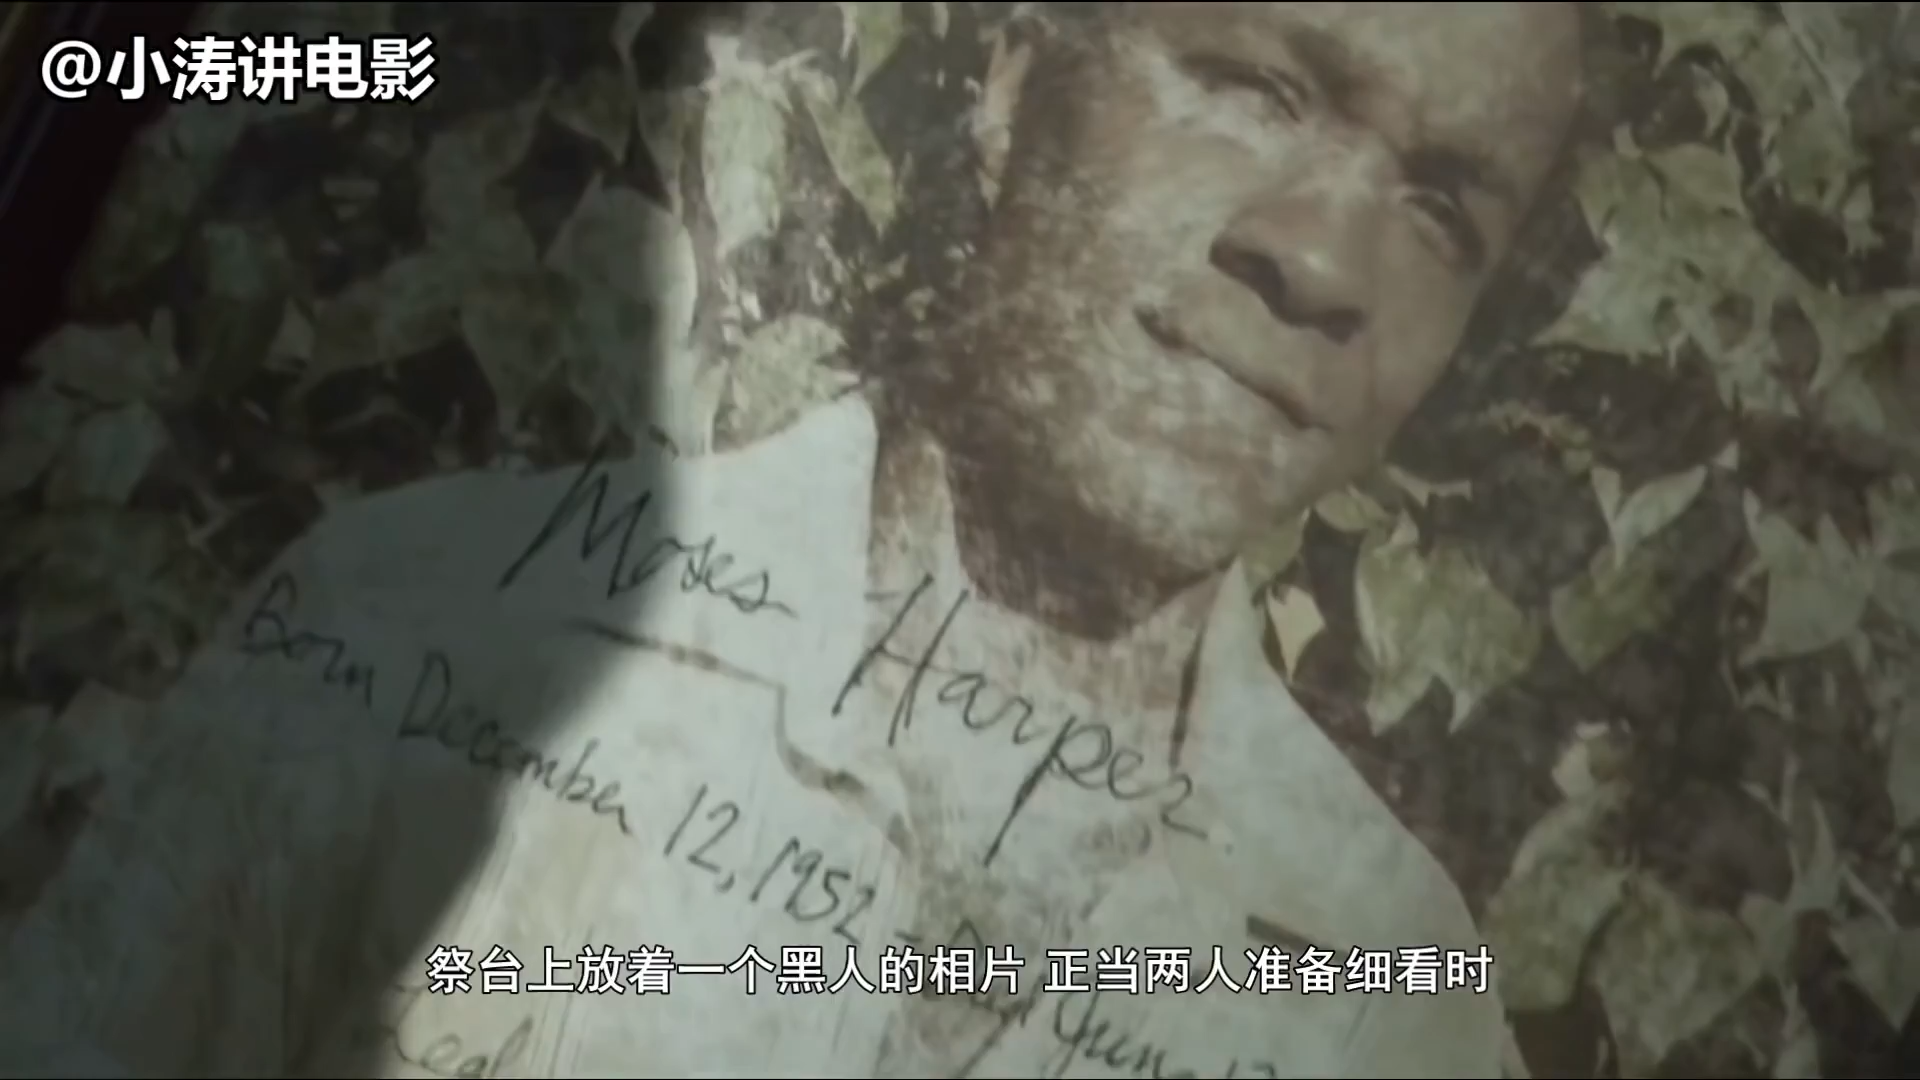 @小涛讲电影
Moses Harper
Born December 12, 1952 -
祭台上放着一个黑人的相片 正当两人准备细看时